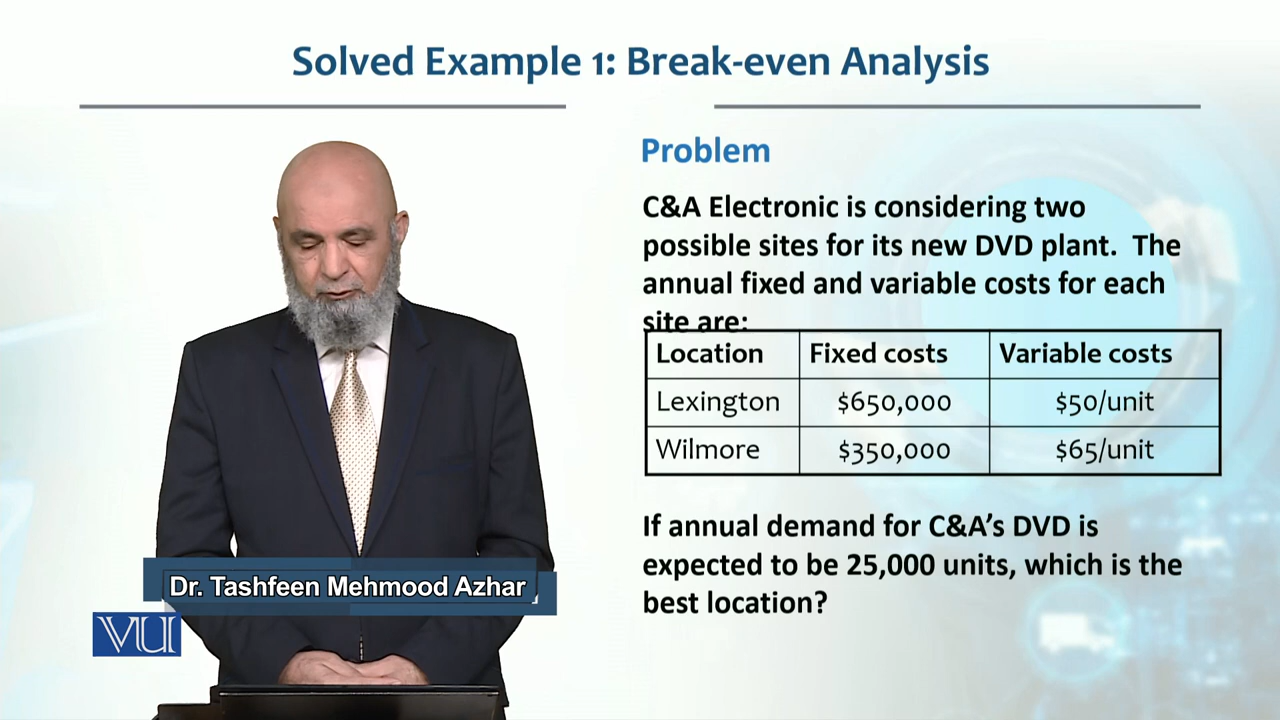 Solved Example 1: Break-even Analysis
Problem
C&A Electronic is considering two
possible sites for its new DVD plant. The
annual fixed and variable costs for each
site are:
Location Fixed costs Variable costs
Lexington $650,000 $50/unit
Wilmore $350,000 $65/unit
If annual demand for C&A’s DVD is
expected to be 25,000 units, which is the
best location?
Dr. Tashfeen Mehmood Azhar
VU